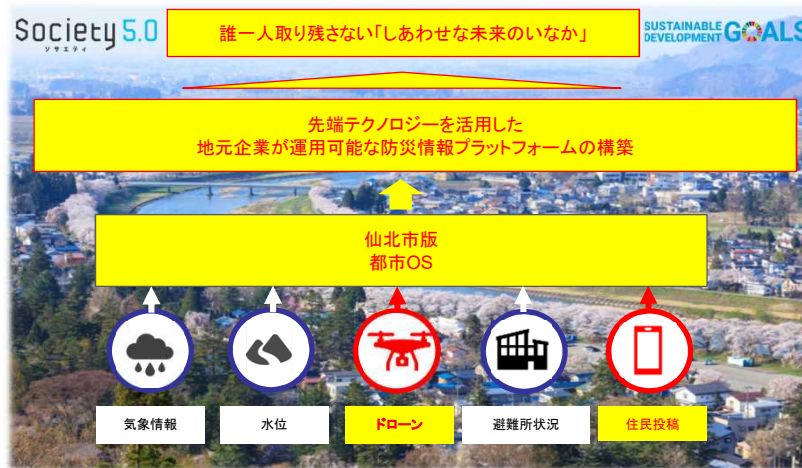 Society 5.0
ソサエティ
誰一人取り残さない「しあわせな未来のいなか」
SUSTAINABLE
DEVELOPMENT GOALS
先端テクノロジーを活用した
地元企業が運用可能な防災情報プラットフォームの構築
仙北市版
都市OS
気象情報
水位
ドローン
避難所状況
住民投稿